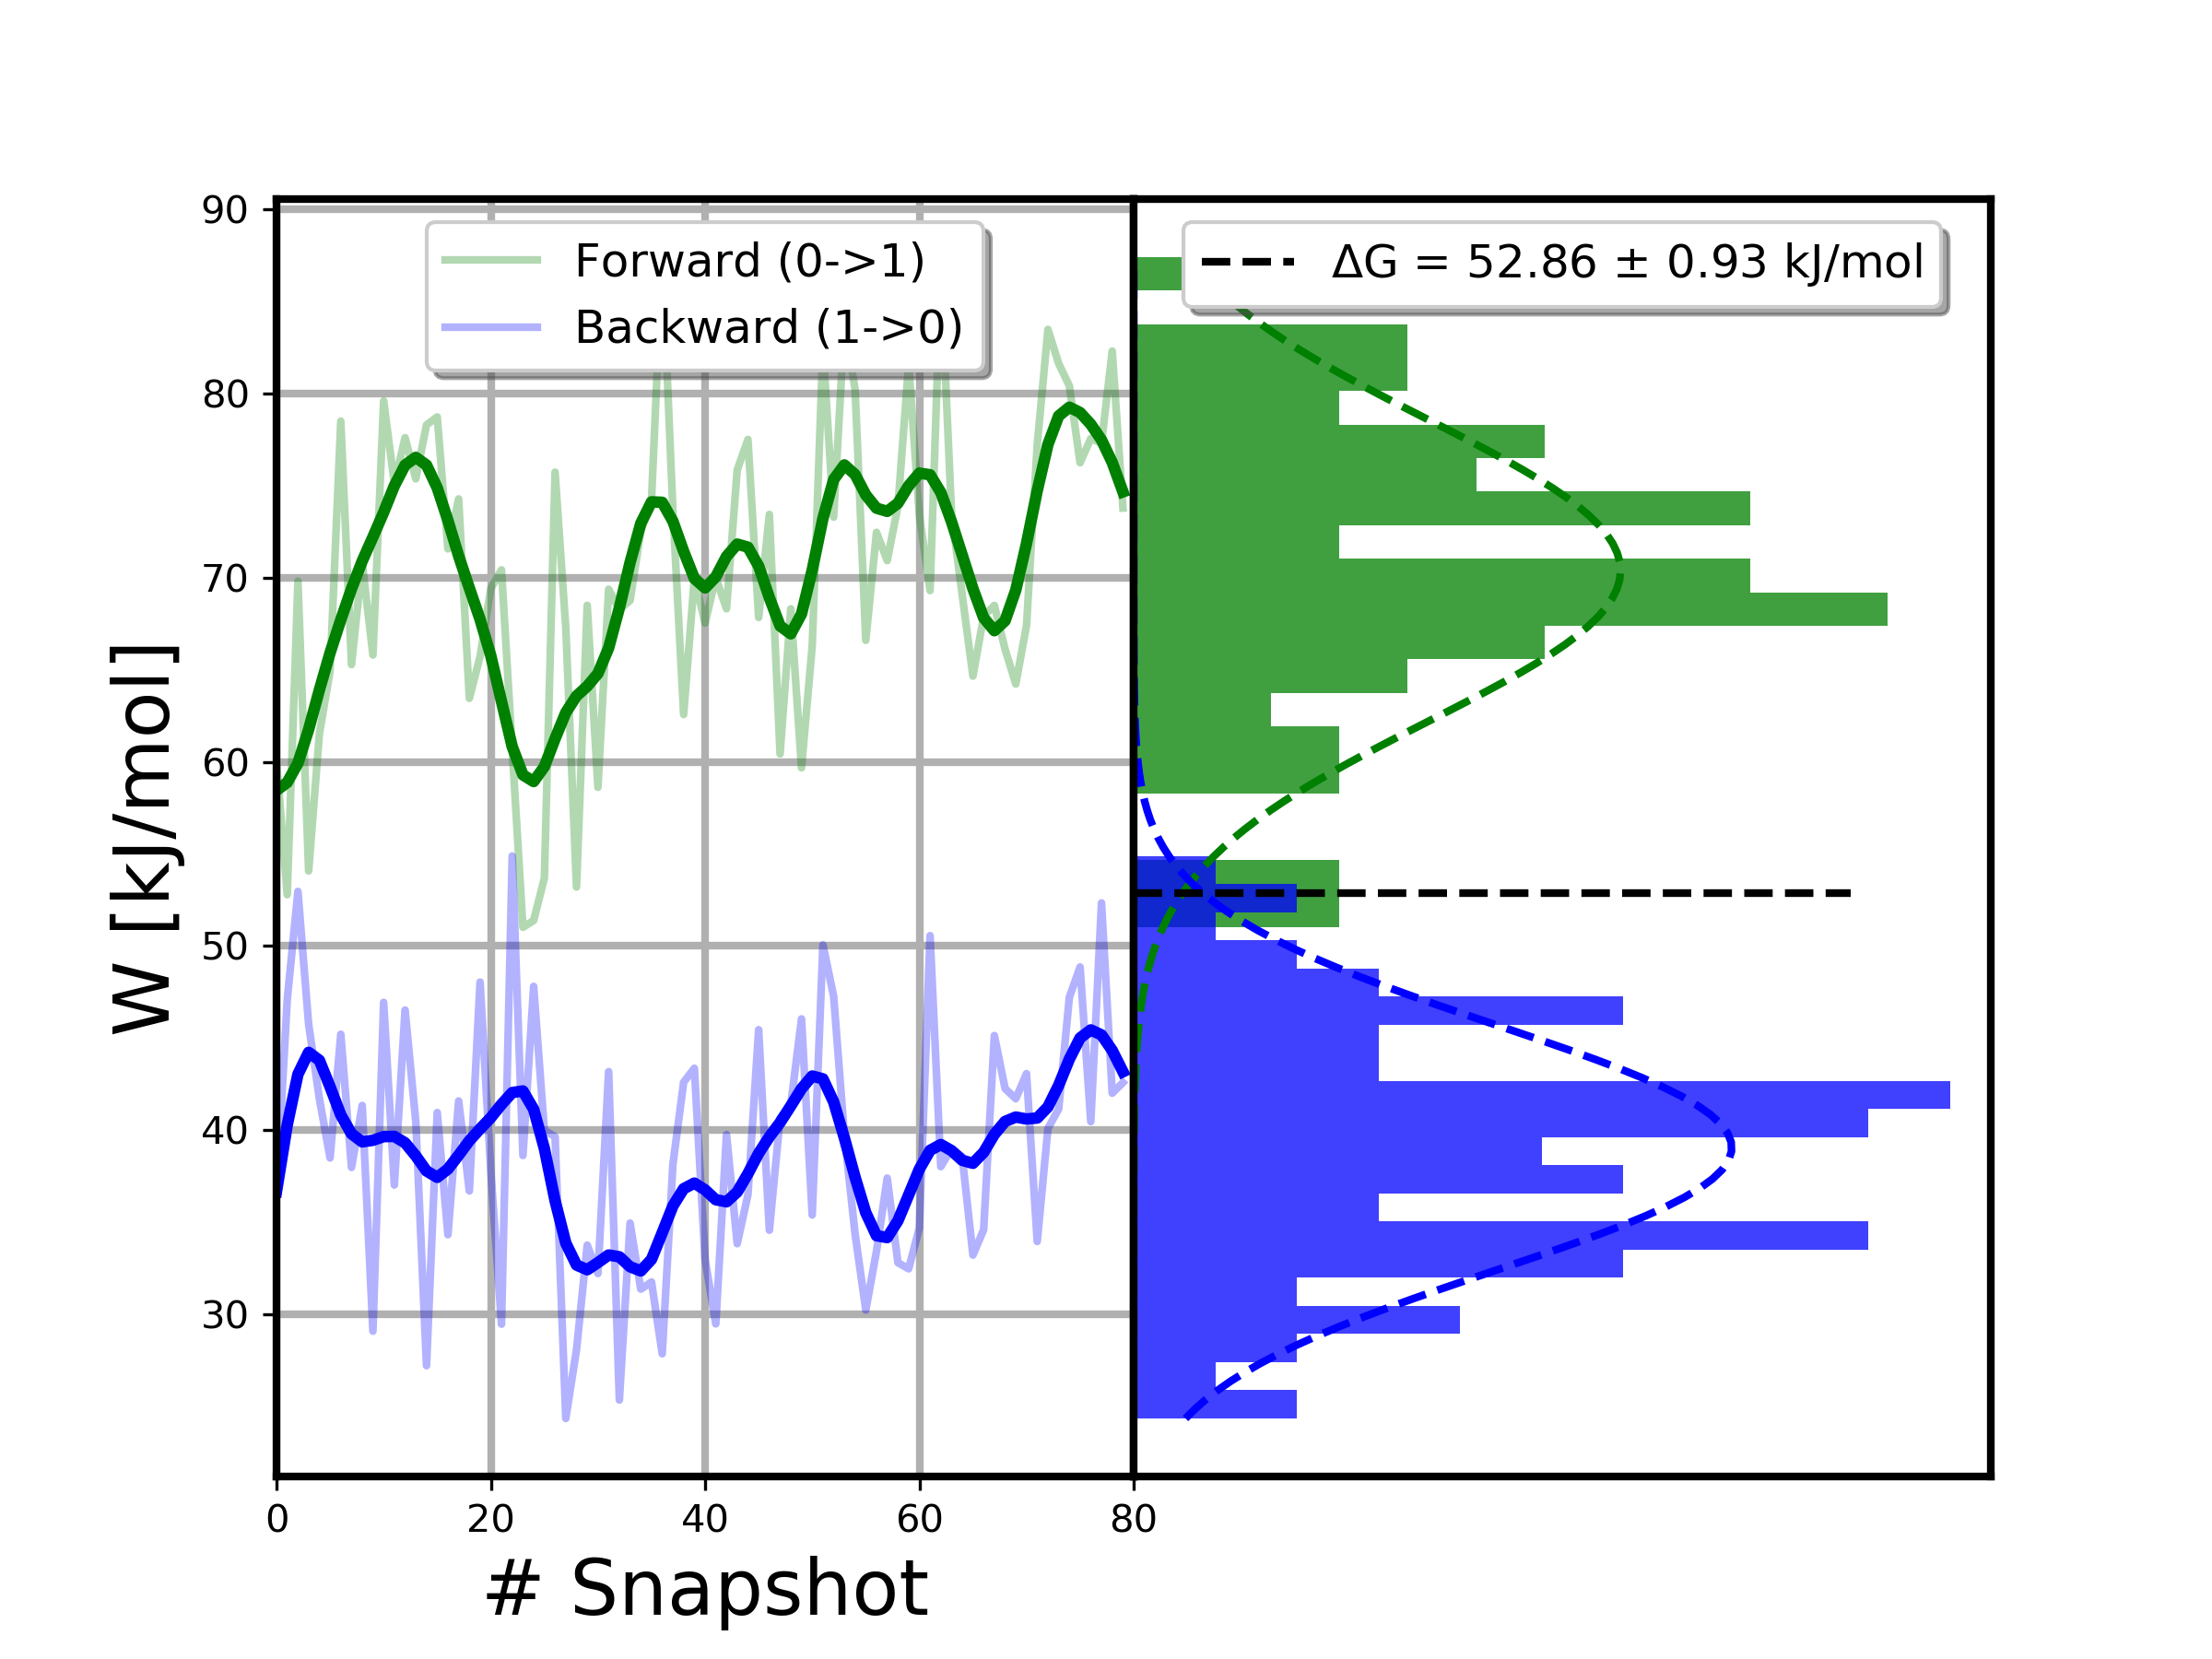 Forward (0->1)
Backward (1->0)
ΔG = 52.86 ± 0.93 kJ/mol
90
80
70
60
50
40
30
W [kJ/mol]
0 20 40 60 80
# Snapshot